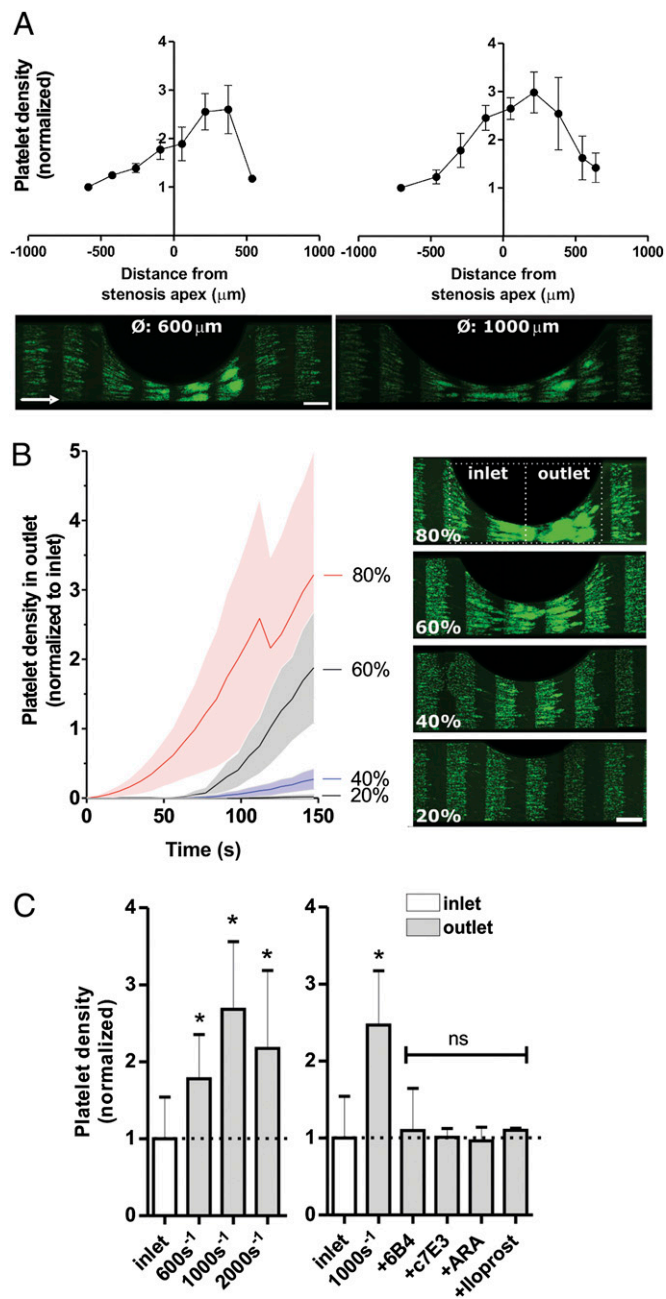 A
Platelet density
(normalized)
4
3
2
1
-1000
-500
0
500
1000
Distance from
stenosis apex (μm)
4
3
2
1
-1000
-500
0
500
1000
Distance from
stenosis apex (μm)
Ø: 600 μm
Ø: 1000 μm
B
Platelet density in outlet
(normalized to inlet)
5
4
3
2
1
0
0
50
100
150
Time (s)
80%
60%
40%
20%
inlet
outlet
80%
60%
40%
20%
C
Platelet density
(normalized)
4
3
2
1
0
*
*
*
inlet
600s⁻¹
1000s⁻¹
2000s⁻¹
4
3
2
1
0
inlet
outlet
*
ns
inlet
1000s⁻¹
+6B4
+c7E3
+ARA
+Iloprost